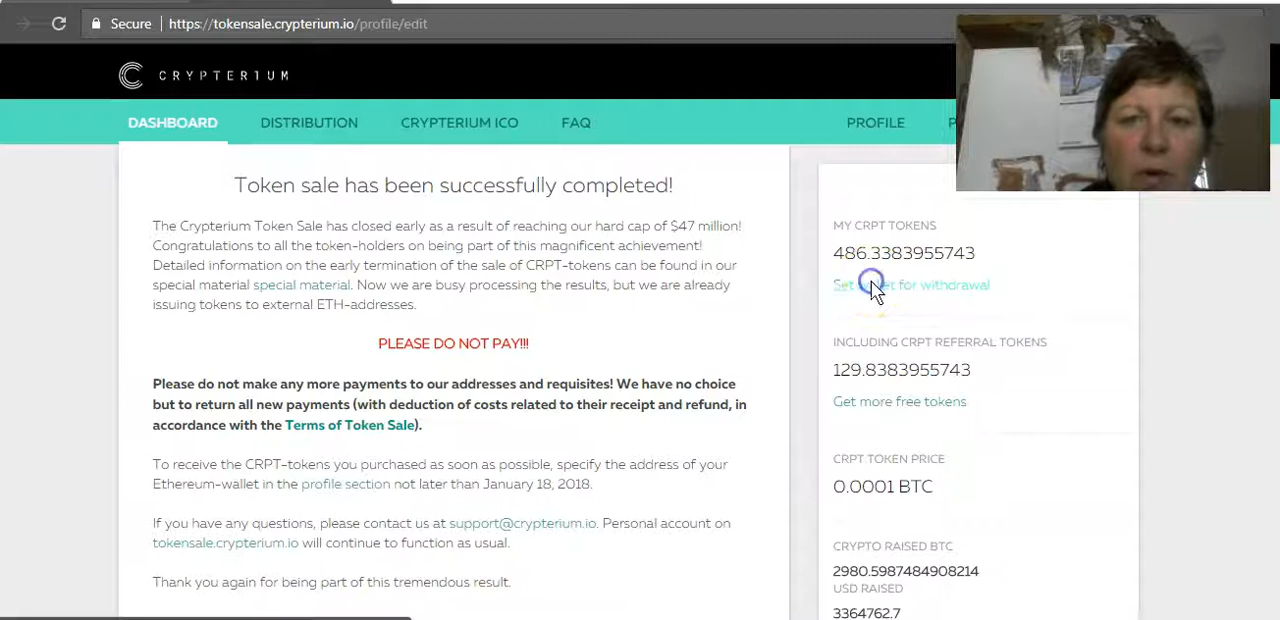 Secure https://tokensale.crypterium.io/profile/edit
CRYPTERIUM
DASHBOARD DISTRIBUTION CRYPTERIUM ICO FAQ PROFILE
Token sale has been successfully completed!
The Crypterium Token Sale has closed early as a result of reaching our hard cap of $47 million!
Congratulations to all the token-holders on being part of this magnificent achievement!
Detailed information on the early termination of the sale of CRPT-tokens can be found in our
special material special material. Now we are busy processing the results, but we are already
issuing tokens to external ETH-addresses.
PLEASE DO NOT PAY!!!
Please do not make any more payments to our addresses and requisites! We have no choice
but to return all new payments (with deduction of costs related to their receipt and refund, in
accordance with the Terms of Token Sale).
To receive the CRPT-tokens you purchased as soon as possible, specify the address of your
Ethereum-wallet in the profile section not later than January 18, 2018.
If you have any questions, please contact us at support@crypterium.io. Personal account on
tokensale.crypterium.io will continue to function as usual.
Thank you again for being part of this tremendous result.
MY CRPT TOKENS
486.3383955743
Set for withdrawal
INCLUDING CRPT REFERRAL TOKENS
129.8383955743
Get more free tokens
CRPT TOKEN PRICE
0.0001 BTC
CRYPTO RAISED BTC
2980.5987484908214
USD RAISED
3364762.7